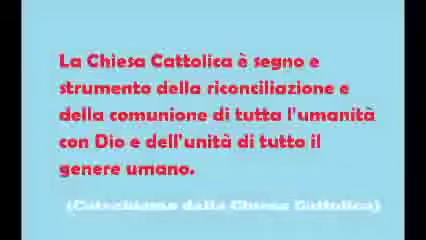 La Chiesa Cattolica è segno e
strumento della riconciliazione e
della comunione di tutta l'umanità
con Dio e dell'unità di tutto il
genere umano.
(Catechismo della Chiesa Cattolica)